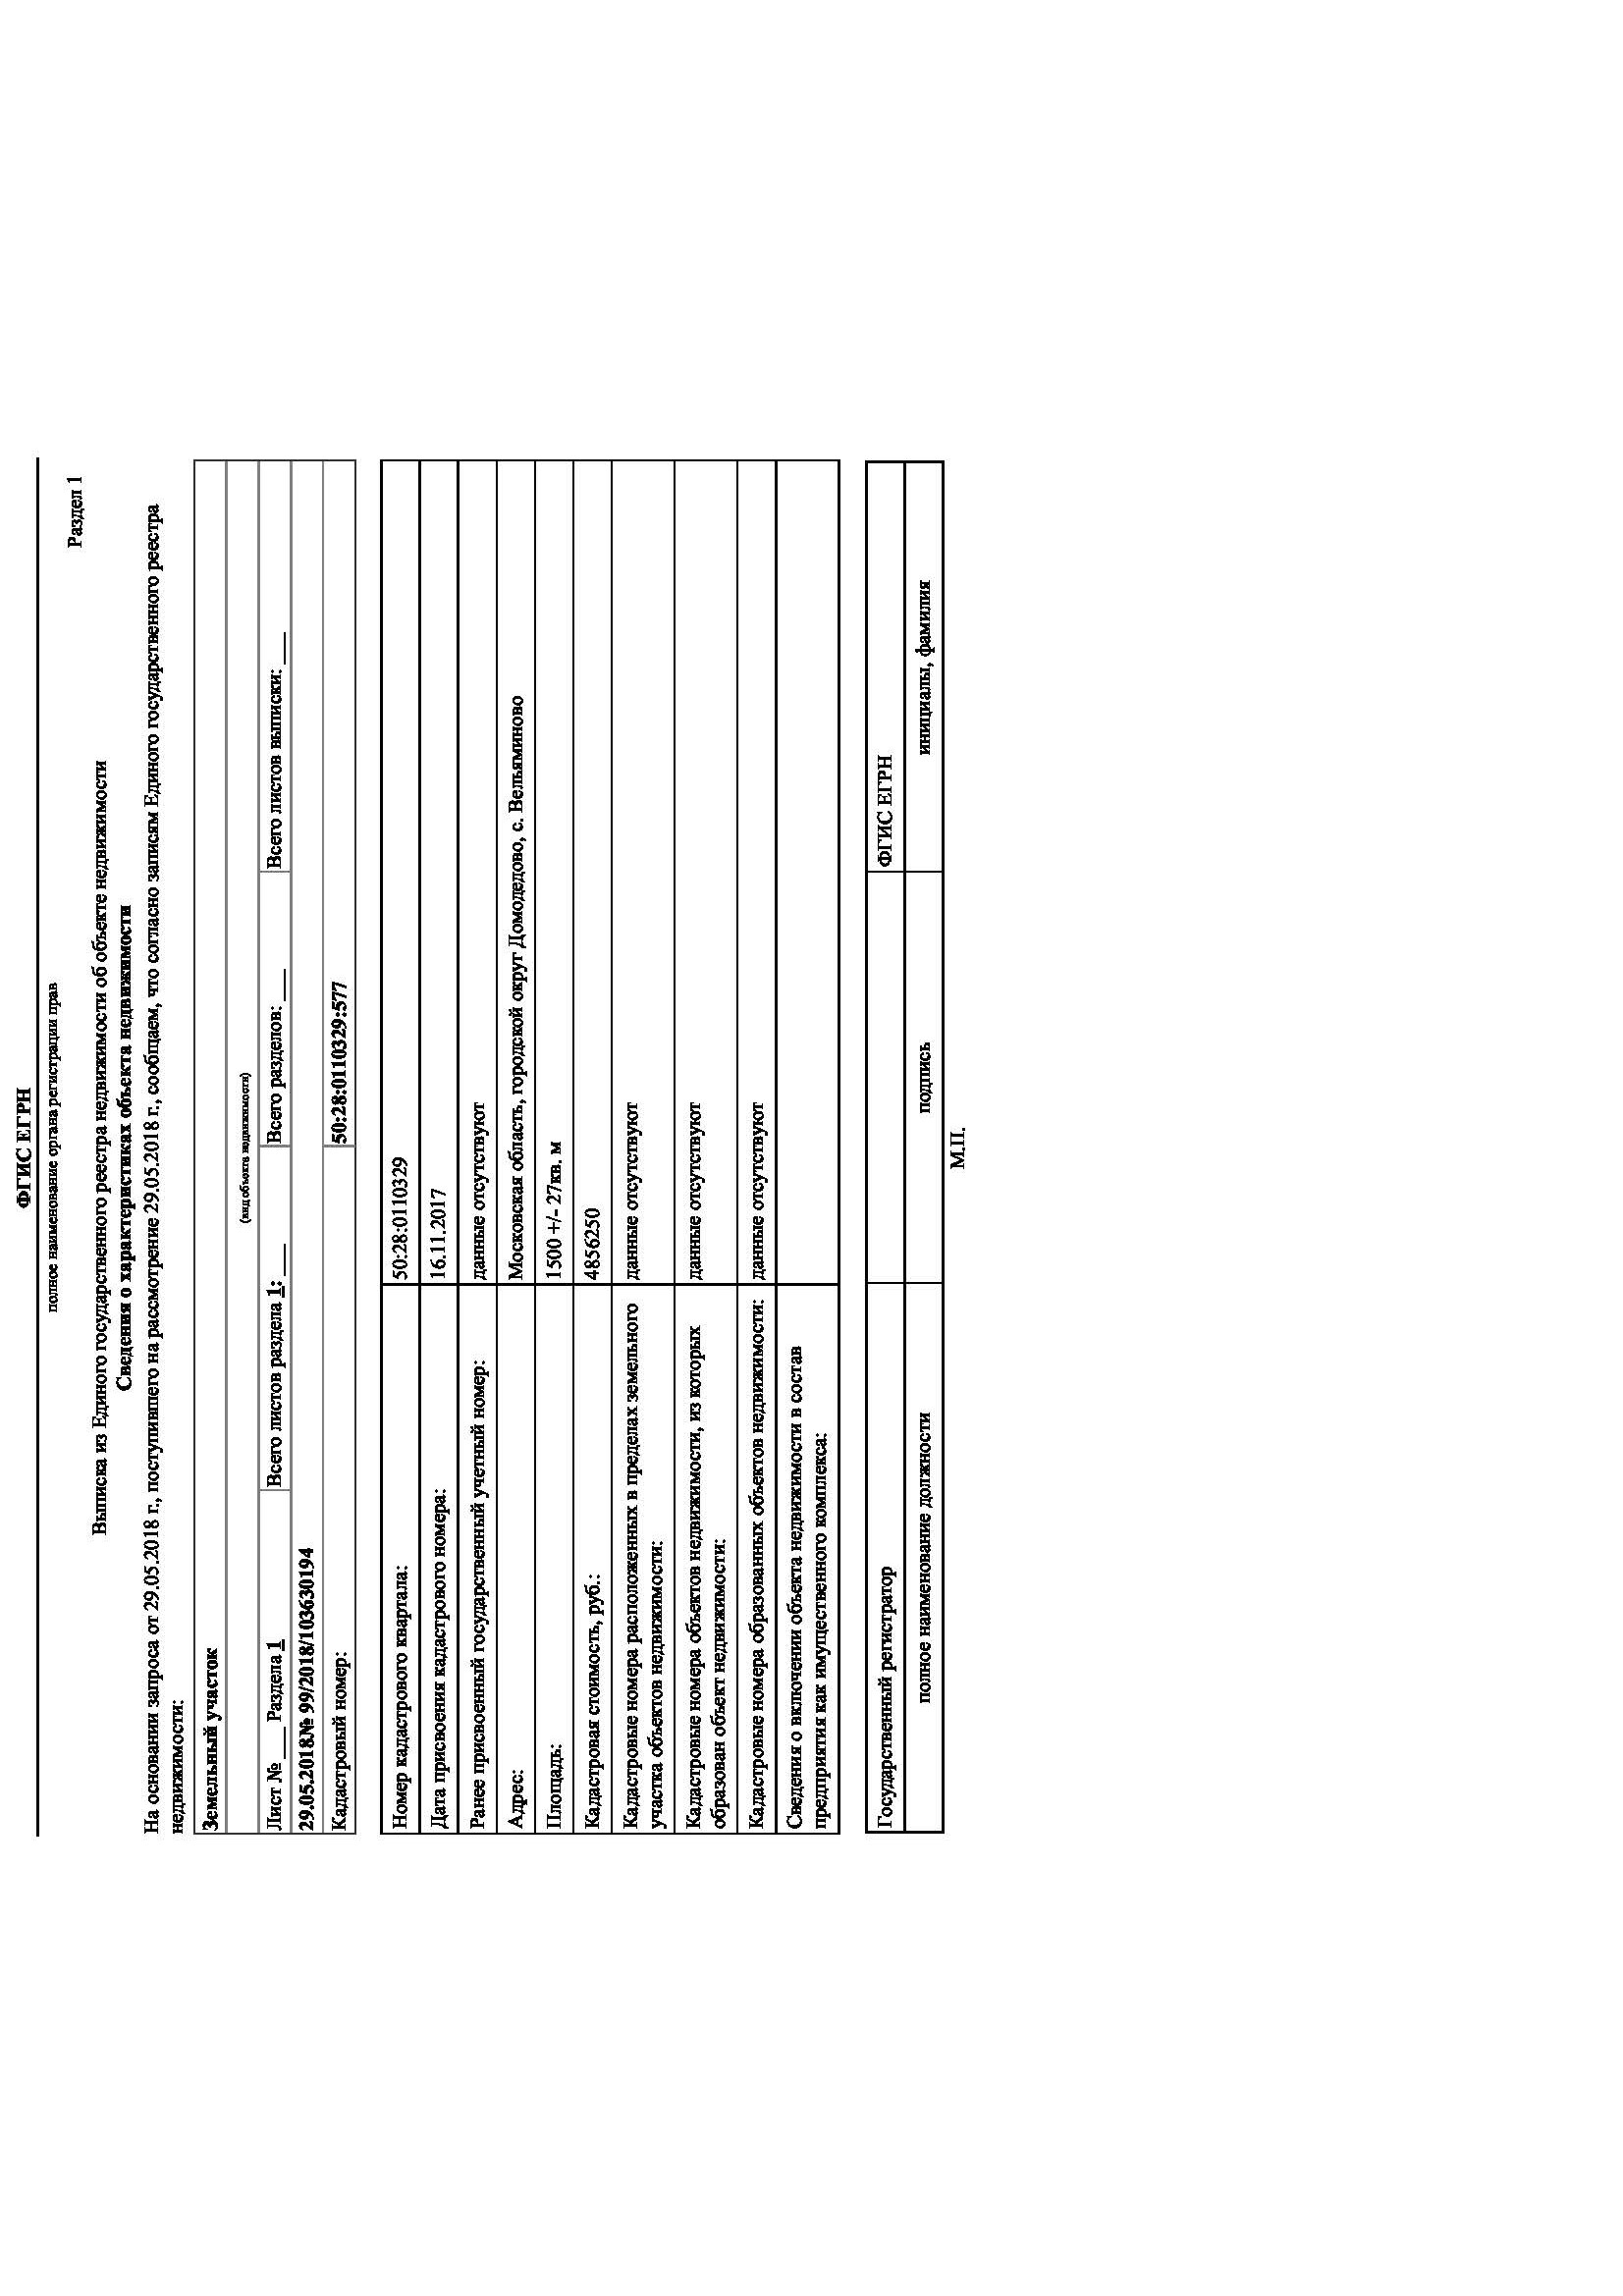 ФГИС ЕГРН
полное наименование органа регистрации прав
Раздел 1
Выписка из Единого государственного реестра недвижимости об объекте недвижимости
Сведения о характеристиках объекта недвижимости
На основании запроса от 29.05.2018 г., поступившего на рассмотрение 29.05.2018 г., сообщаем, что согласно записям Единого государственного реестра
недвижимости:
Земельный участок
(вид объекта недвижимости)
Лист № ___ Раздела 1 Всего листов раздела 1: ___ Всего разделов: ___ Всего листов выписки: ___
29.05.2018№ 99/2018/103630194
Кадастровый номер: 50:28:0110329:577
Номер кадастрового квартала: 50:28:0110329
Дата присвоения кадастрового номера: 16.11.2017
Ранее присвоенный государственный учетный номер: данные отсутствуют
Адрес: Московская область, городской округ Домодедово, с. Вельяминово
Площадь: 1500 +/- 27кв. м
Кадастровая стоимость, руб.: 4856250
Кадастровые номера расположенных в пределах земельного данные отсутствуют
участка объектов недвижимости:
Кадастровые номера объектов недвижимости, из которых данные отсутствуют
образован объект недвижимости:
Кадастровые номера образованных объектов недвижимости: данные отсутствуют
Сведения о включении объекта недвижимости в состав
предприятия как имущественного комплекса:
Государственный регистратор ФГИС ЕГРН
полное наименование должности подпись инициалы, фамилия
М.П.